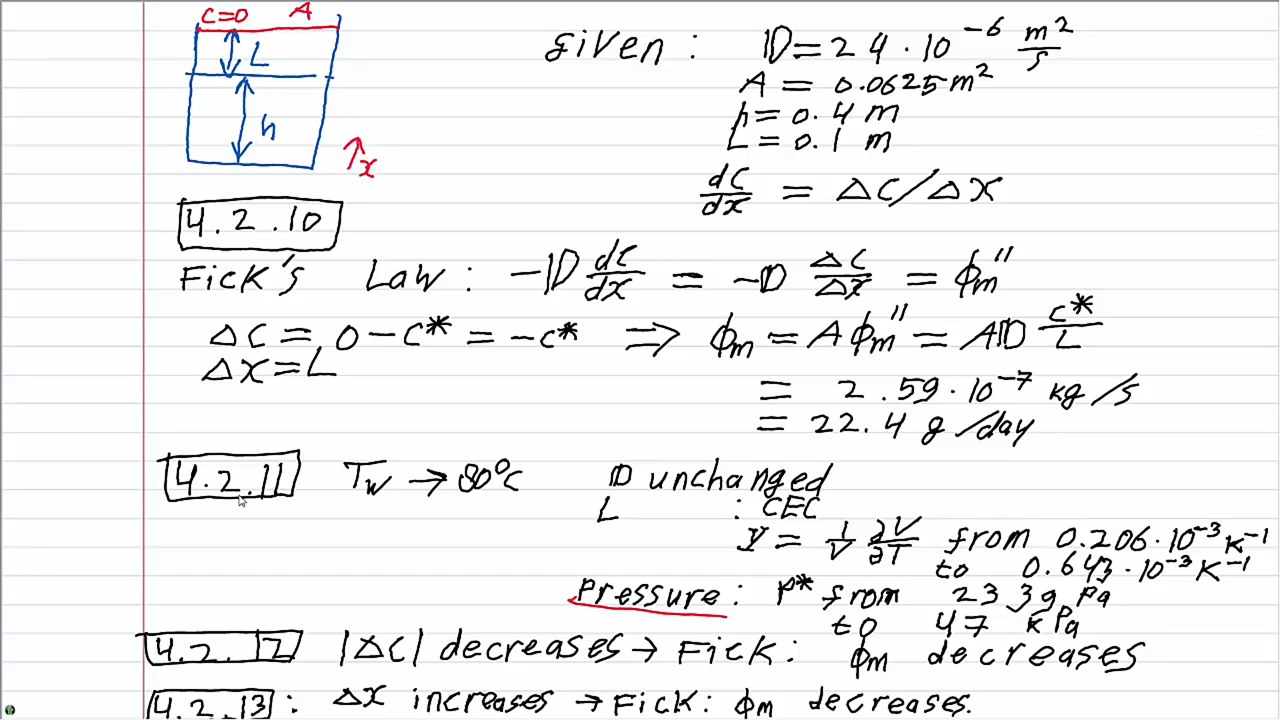 C=0 A
L
h
x
Given : D = 24 · 10⁻⁶ m²/s
A = 0.0625 m²
h = 0.4 m
L = 0.1 m
dC/dx = ΔC/Δx
4.2.10
Fick's Law : -D dC/dx = -D ΔC/Δx = ϕm''
ΔC = 0 - C* = -C* ⇒ ϕm = A ϕm'' = AD C*/L
Δx = L
= 2.59 · 10⁻⁷ kg/s
= 22.4 g/day
4.2.11 Tw → 80°C D unchanged
L : CEC
γ = 1/V ∂V/∂T from 0.206·10⁻³ K⁻¹
to 0.643·10⁻³ K⁻¹
Pressure : P* from 2339 Pa
to 47 kPa
4.2.12 |ΔC| decreases → Fick : ϕm decreases
4.2.13 : Δx increases → Fick : ϕm decreases.